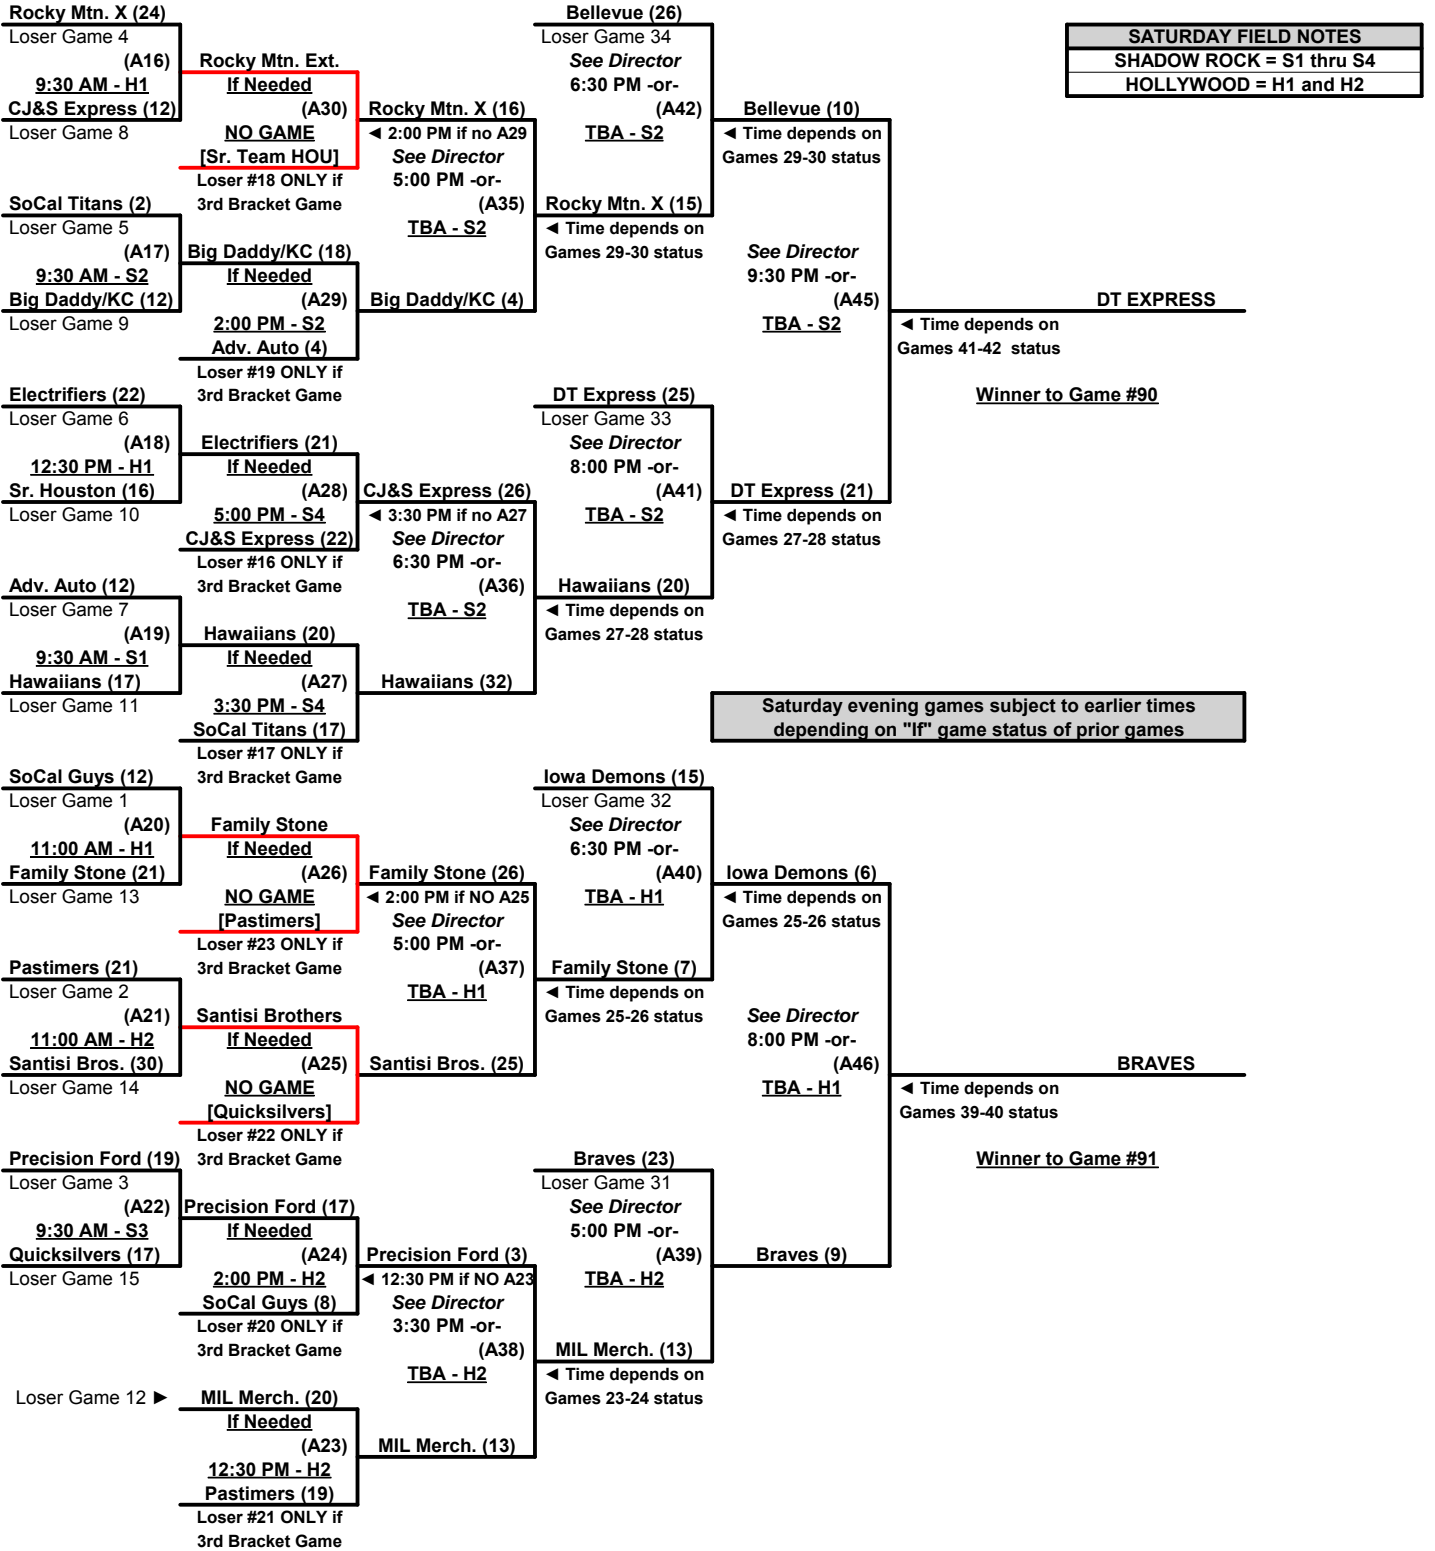 Rocky Mtn. X (24)
Loser Game 4
(A16)
9:30 AM - H1
CJ&S Express (12)
Loser Game 8
SoCal Titans (2)
Loser Game 5
(A17)
9:30 AM - S2
Big Daddy/KC (12)
Loser Game 9
Electrifiers (22)
Loser Game 6
(A18)
12:30 PM - H1
Sr. Houston (16)
Loser Game 10
Adv. Auto (12)
Loser Game 7
(A19)
9:30 AM - S1
Hawaiians (17)
Loser Game 11
SoCal Guys (12)
Loser Game 1
(A20)
11:00 AM - H1
Family Stone (21)
Loser Game 13
Pastimers (21)
Loser Game 2
(A21)
11:00 AM - H2
Santisi Bros. (30)
Loser Game 14
Precision Ford (19)
Loser Game 3
(A22)
9:30 AM - S3
Quicksilvers (17)
Loser Game 15
Loser Game 12 ►
Rocky Mtn. Ext.
If Needed
(A30)
NO GAME
[Sr. Team HOU]
Loser #18 ONLY if
3rd Bracket Game
Big Daddy/KC (18)
If Needed
(A29)
2:00 PM - S2
Adv. Auto (4)
Loser #19 ONLY if
3rd Bracket Game
Electrifiers (21)
If Needed
(A28)
5:00 PM - S4
CJ&S Express (22)
Loser #16 ONLY if
3rd Bracket Game
Hawaiians (20)
If Needed
(A27)
3:30 PM - S4
SoCal Titans (17)
Loser #17 ONLY if
3rd Bracket Game
Family Stone
If Needed
(A26)
NO GAME
[Pastimers]
Loser #23 ONLY if
3rd Bracket Game
Santisi Brothers
If Needed
(A25)
NO GAME
[Quicksilvers]
Loser #22 ONLY if
3rd Bracket Game
Precision Ford (17)
If Needed
(A24)
2:00 PM - H2
SoCal Guys (8)
Loser #20 ONLY if
3rd Bracket Game
MIL Merch. (20)
If Needed
(A23)
12:30 PM - H2
Pastimers (19)
Loser #21 ONLY if
3rd Bracket Game
Rocky Mtn. X (16)
◄ 2:00 PM if no A29
See Director
5:00 PM -or-
(A35)
TBA - S2
Big Daddy/KC (4)
CJ&S Express (26)
◄ 3:30 PM if no A27
See Director
6:30 PM -or-
(A36)
TBA - S2
Hawaiians (32)
Family Stone (26)
◄ 2:00 PM if NO A25
See Director
5:00 PM -or-
(A37)
TBA - H1
Santisi Bros. (25)
Precision Ford (3)
◄ 12:30 PM if NO A23
See Director
3:30 PM -or-
(A38)
TBA - H2
MIL Merch. (13)
Bellevue (26)
Loser Game 34
See Director
6:30 PM -or-
(A42)
TBA - S2
Rocky Mtn. X (15)
◄ Time depends on
Games 29-30 status
DT Express (25)
Loser Game 33
See Director
8:00 PM -or-
(A41)
TBA - S2
Hawaiians (20)
◄ Time depends on
Games 27-28 status
Iowa Demons (15)
Loser Game 32
See Director
6:30 PM -or-
(A40)
TBA - H1
Family Stone (7)
◄ Time depends on
Games 25-26 status
Braves (23)
Loser Game 31
See Director
5:00 PM -or-
(A39)
TBA - H2
MIL Merch. (13)
◄ Time depends on
Games 23-24 status
Bellevue (10)
◄ Time depends on
Games 29-30 status
See Director
9:30 PM -or-
(A45)
TBA - S2
DT Express (21)
◄ Time depends on
Games 27-28 status
Saturday evening games subject to earlier times
depending on "If" game status of prior games
Iowa Demons (6)
◄ Time depends on
Games 25-26 status
See Director
8:00 PM -or-
(A46)
TBA - H1
Braves (9)
SATURDAY FIELD NOTES
SHADOW ROCK = S1 thru S4
HOLLYWOOD = H1 and H2
DT EXPRESS
◄ Time depends on
Games 41-42 status
Winner to Game #90
BRAVES
◄ Time depends on
Games 39-40 status
Winner to Game #91